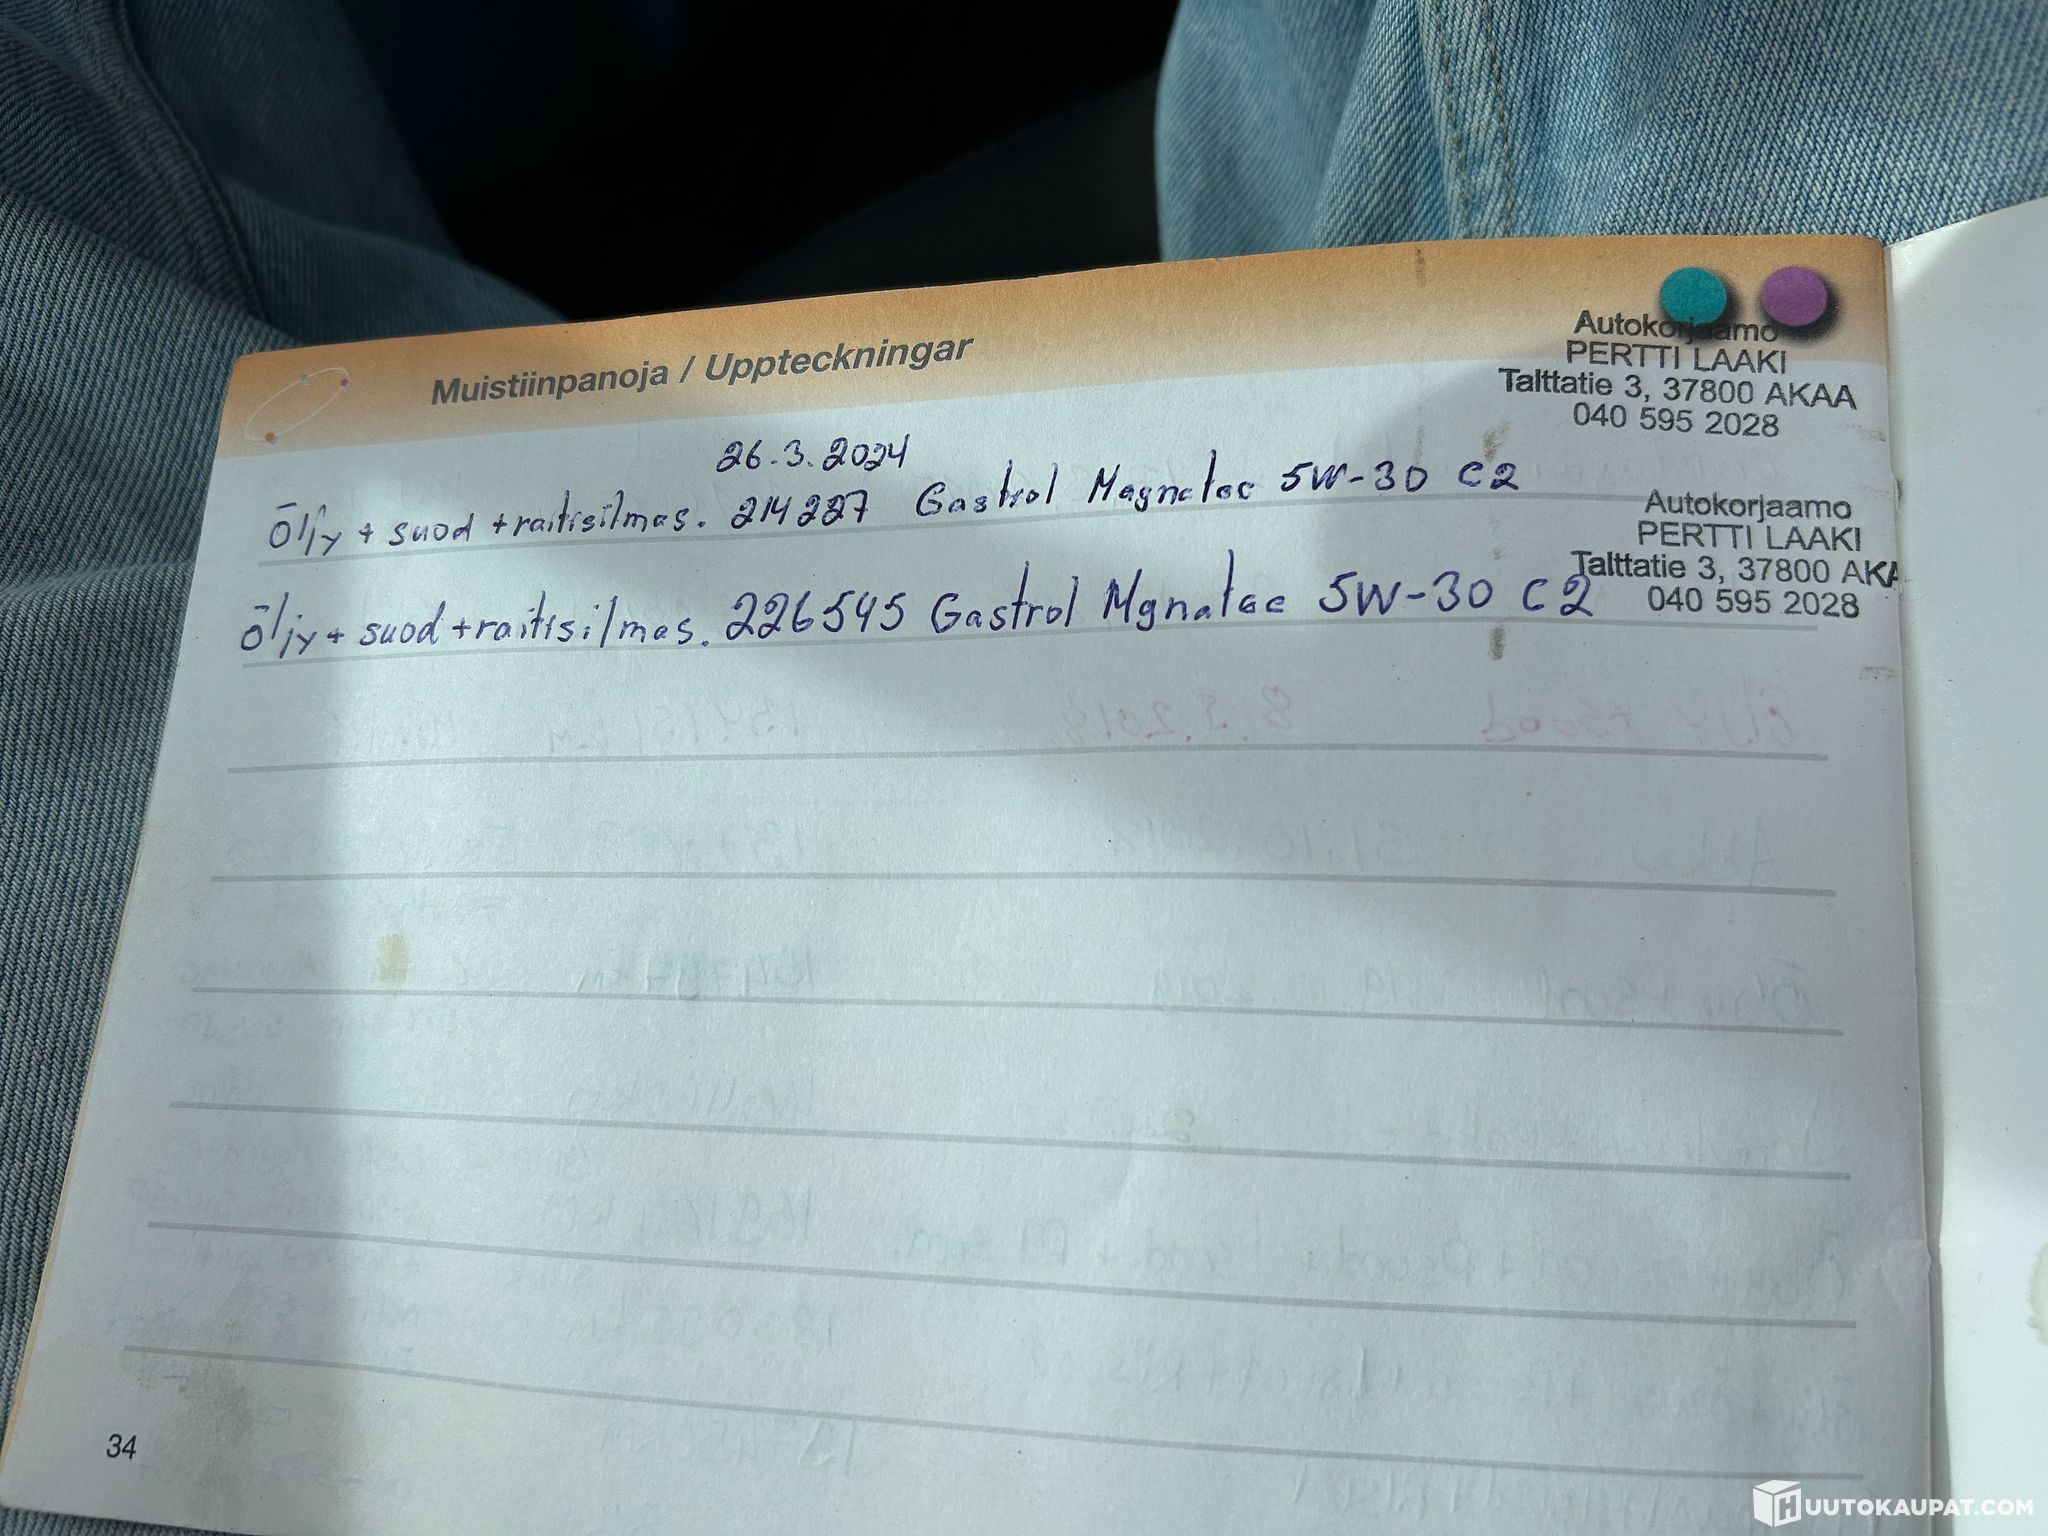 Muistiinpanoja / Uppteckningar
Autokorjaamo
PERTTI LAAKI
Talttatie 3, 37800 AKAA
040 595 2028
26.3.2024
Öljy + suod + raitisilmas. 214227 Gastrol Magnatec 5W-30 C2
Autokorjaamo
PERTTI LAAKI
Talttatie 3, 37800 AKA
040 595 2028
Öljy + suod + raitisilmas. 226545 Gastrol Mgnatec 5W-30 C2
34
HUUTOKAUPAT.COM